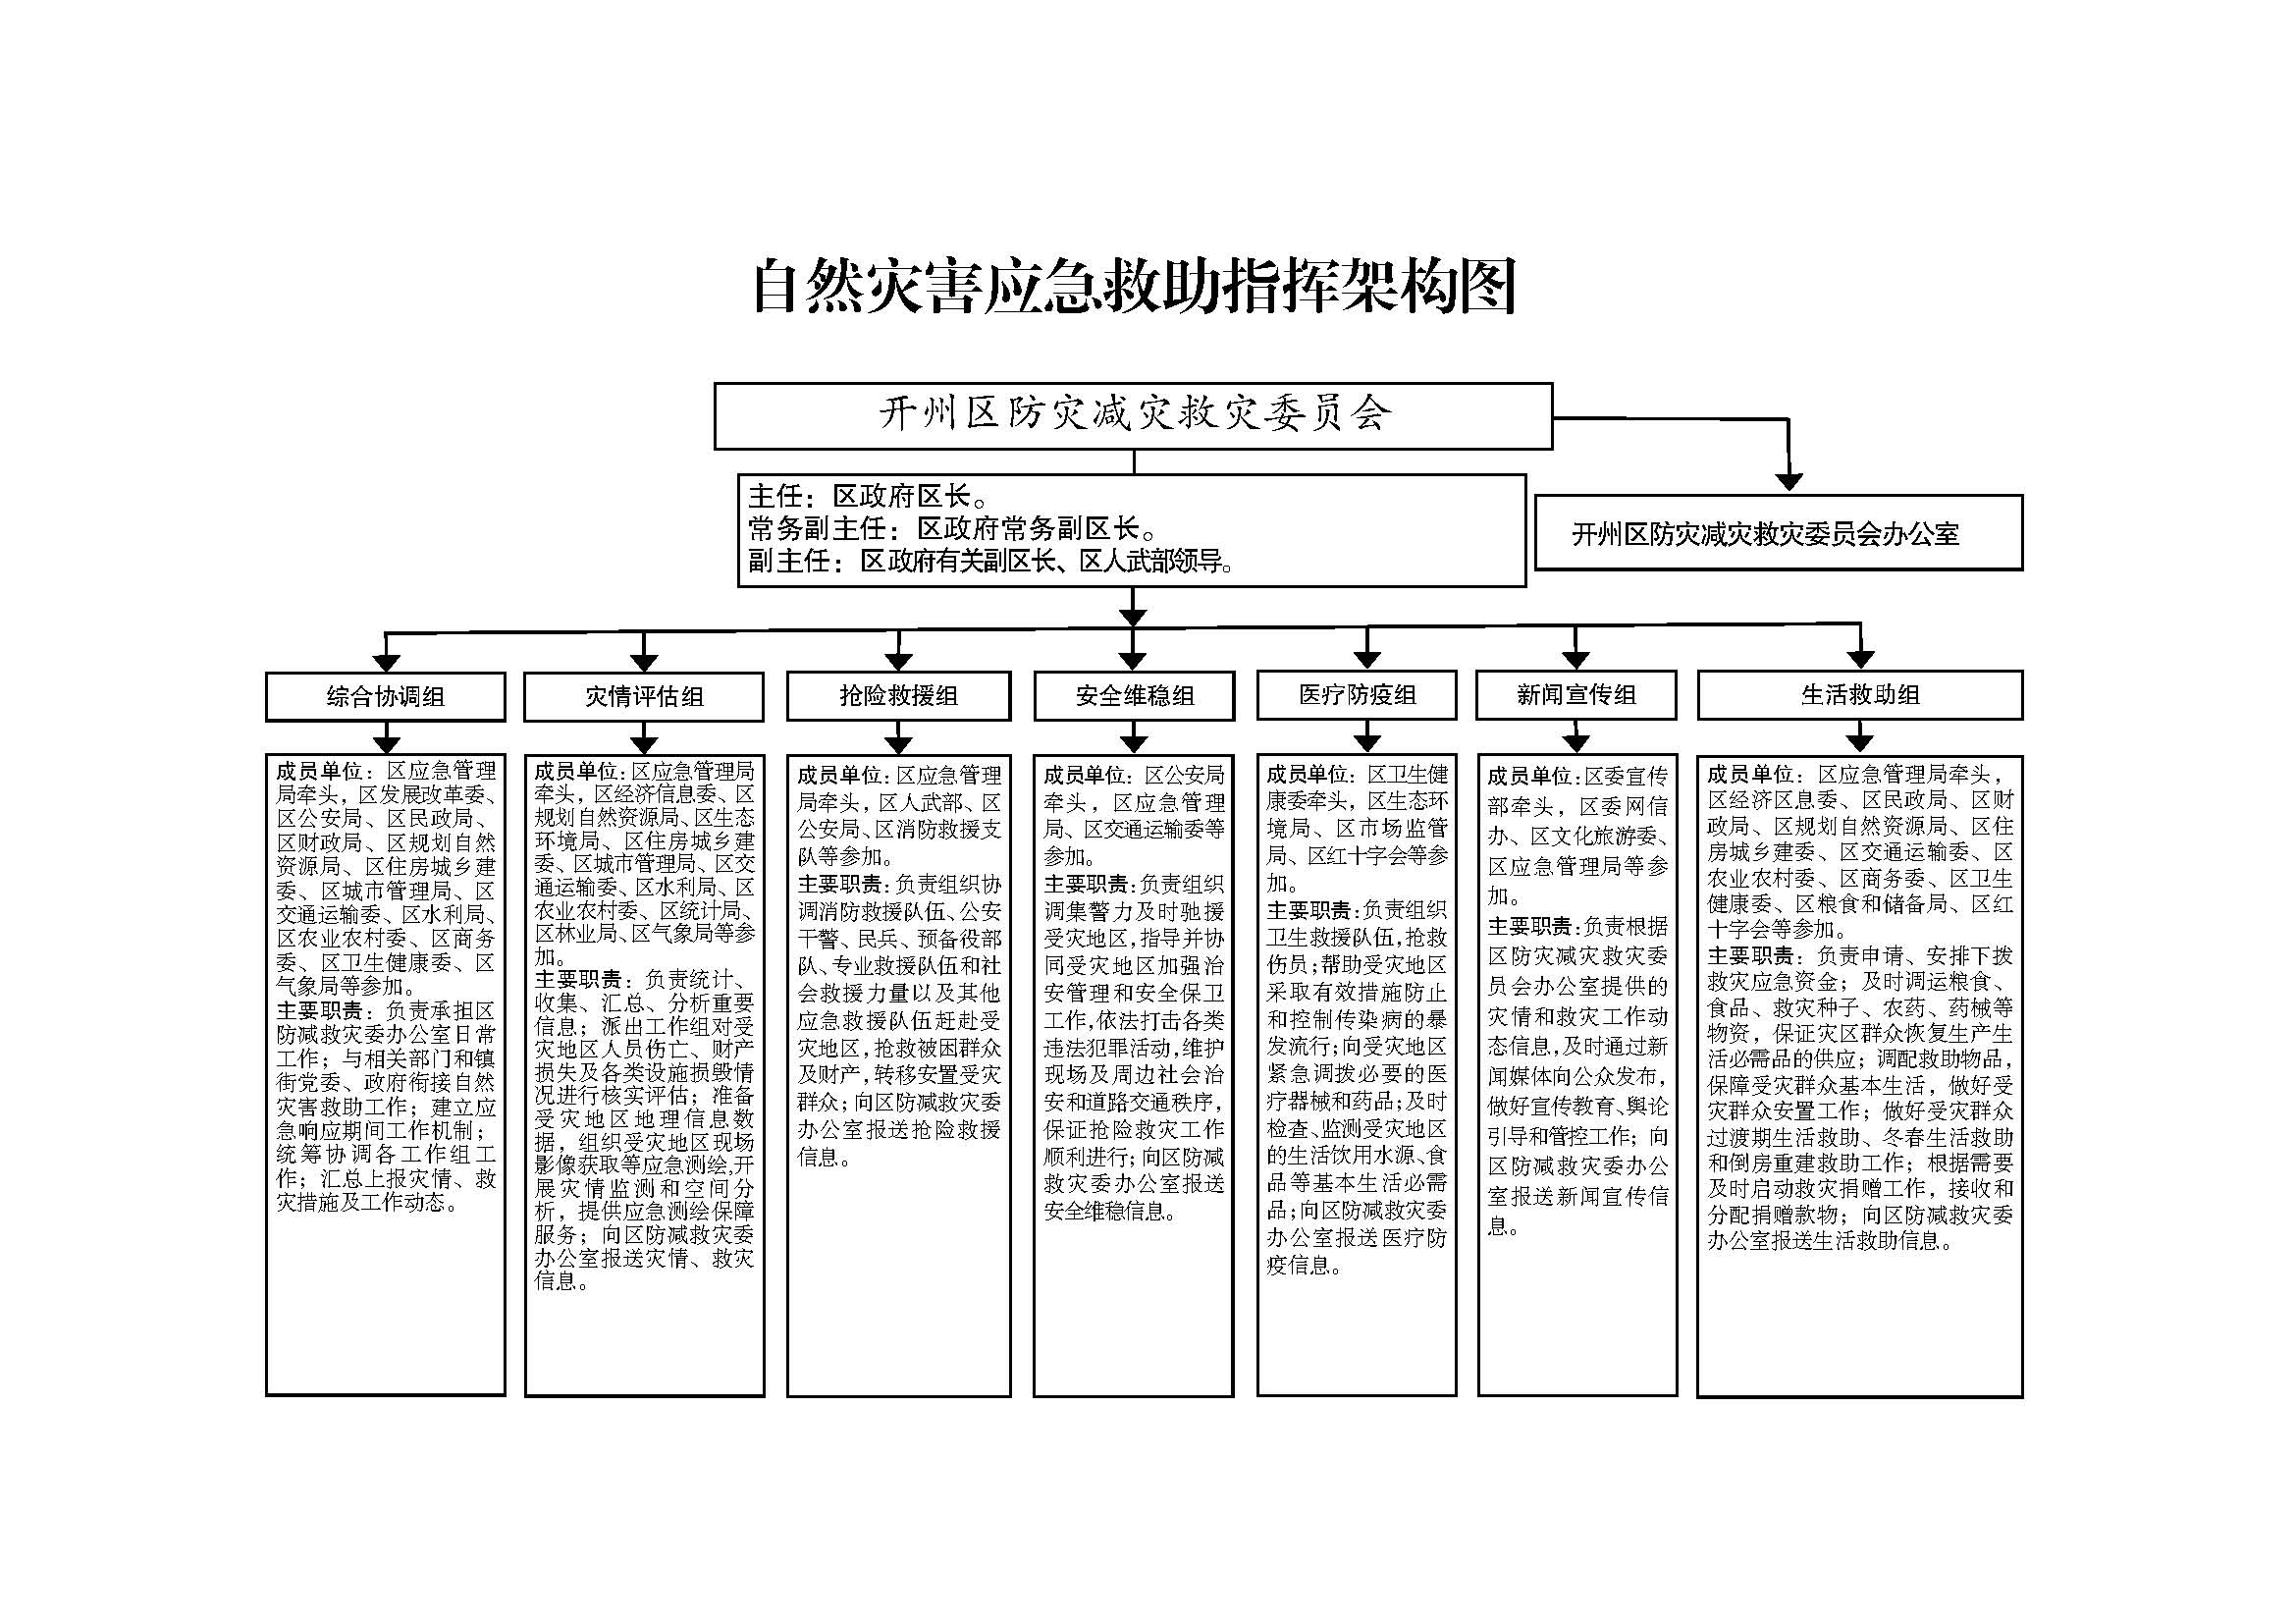 自然灾害应急救助指挥架构图
开州区防灾减灾救灾委员会
主任：区政府区长。
常务副主任：区政府常务副区长。
副主任：区政府有关副区长、区人武部领导。
开州区防灾减灾救灾委员会办公室
综合协调组
灾情评估组
抢险救援组
安全维稳组
医疗防疫组
新闻宣传组
生活救助组
成员单位：区应急管理
局牵头，区发展改革委、
区公安局、区民政局、
区财政局、区规划自然
资源局、区住房城乡建
委、区城市管理局、区
交通运输委、区水利局、
区农业农村委、区商务
委、区卫生健康委、区
气象局等参加。
主要职责：负责承担区
防减救灾委办公室日常
工作；与相关部门和镇
街党委、政府衔接自然
灾害救助工作；建立应
急响应期间工作机制；
统筹协调各工作组工
作；汇总上报灾情、救
灾措施及工作动态。
成员单位：区应急管理局
牵头，区经济信息委、区
规划自然资源局、区生态
环境局、区住房城乡建
委、区城市管理局、区交
通运输委、区水利局、区
农业农村委、区统计局、
区林业局、区气象局等参
加。
主要职责：负责统计、
收集、汇总、分析重要
信息；派出工作组对受
灾地区人员伤亡、财产
损失及各类设施损毁情
况进行核实评估；准备
受灾地区地理信息数
据，组织受灾地区现场
影像获取等应急测绘,开
展灾情监测和空间分
析，提供应急测绘保障
服务；向区防减救灾委
办公室报送灾情、救灾
信息。
成员单位：区应急管理
局牵头，区人武部、区
公安局、区消防救援支
队等参加。
主要职责：负责组织协
调消防救援队伍、公安
干警、民兵、预备役部
队、专业救援队伍和社
会救援力量以及其他
应急救援队伍赶赴受
灾地区，抢救被困群众
及财产，转移安置受灾
群众；向区防减救灾委
办公室报送抢险救援
信息。
成员单位：区公安局
牵头，区应急管理
局、区交通运输委等
参加。
主要职责：负责组织
调集警力及时驰援
受灾地区，指导并协
同受灾地区加强治
安管理和安全保卫
工作，依法打击各类
违法犯罪活动，维护
现场及周边社会治
安和道路交通秩序，
保证抢险救灾工作
顺利进行；向区防减
救灾委办公室报送
安全维稳信息。
成员单位：区卫生健
康委牵头，区生态环
境局、区市场监管
局、区红十字会等参
加。
主要职责：负责组织
卫生救援队伍，抢救
伤员；帮助受灾地区
采取有效措施防止
和控制传染病的暴
发流行；向受灾地区
紧急调拨必要的医
疗器械和药品；及时
检查、监测受灾地区
的生活饮用水源、食
品等基本生活必需
品；向区防减救灾委
办公室报送医疗防
疫信息。
成员单位：区委宣传
部牵头，区委网信
办、区文化旅游委、
区应急管理局等参
加。
主要职责：负责根据
区防灾减灾救灾委
员会办公室提供的
灾情和救灾工作动
态信息，及时通过新
闻媒体向公众发布，
做好宣传教育、舆论
引导和管控工作；向
区防减救灾委办公
室报送新闻宣传信
息。
成员单位：区应急管理局牵头，
区经济区息委、区民政局、区财
政局、区规划自然资源局、区住
房城乡建委、区交通运输委、区
农业农村委、区商务委、区卫生
健康委、区粮食和储备局、区红
十字会等参加。
主要职责：负责申请、安排下拨
救灾应急资金；及时调运粮食、
食品、救灾种子、农药、药械等
物资，保证灾区群众恢复生产生
活必需品的供应；调配救助物品，
保障受灾群众基本生活，做好受
灾群众安置工作；做好受灾群众
过渡期生活救助、冬春生活救助
和倒房重建救助工作；根据需要
及时启动救灾捐赠工作，接收和
分配捐赠款物；向区防减救灾委
办公室报送生活救助信息。